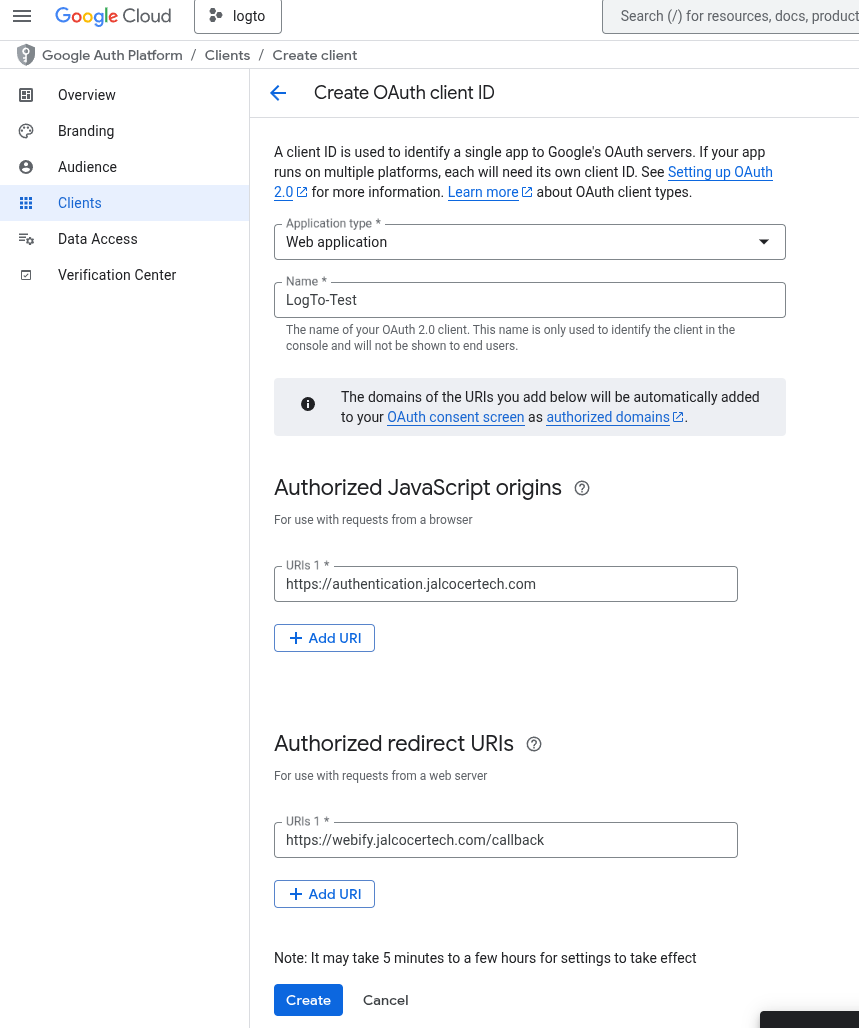 Google Cloud
logto
Search (/) for resources, docs, product
Google Auth Platform / Clients / Create client
Overview
Branding
Audience
Clients
Data Access
Verification Center
Create OAuth client ID
A client ID is used to identify a single app to Google's OAuth servers. If your app
runs on multiple platforms, each will need its own client ID. See Setting up OAuth
2.0 for more information. Learn more about OAuth client types.
Application type *
Web application
Name *
LogTo-Test
The name of your OAuth 2.0 client. This name is only used to identify the client in the
console and will not be shown to end users.
The domains of the URIs you add below will be automatically added
to your OAuth consent screen as authorized domains.
Authorized JavaScript origins
For use with requests from a browser
URIs 1 *
https://authentication.jalcocertech.com
Add URI
Authorized redirect URIs
For use with requests from a web server
URIs 1 *
https://webify.jalcocertech.com/callback
Add URI
Note: It may take 5 minutes to a few hours for settings to take effect
Create Cancel